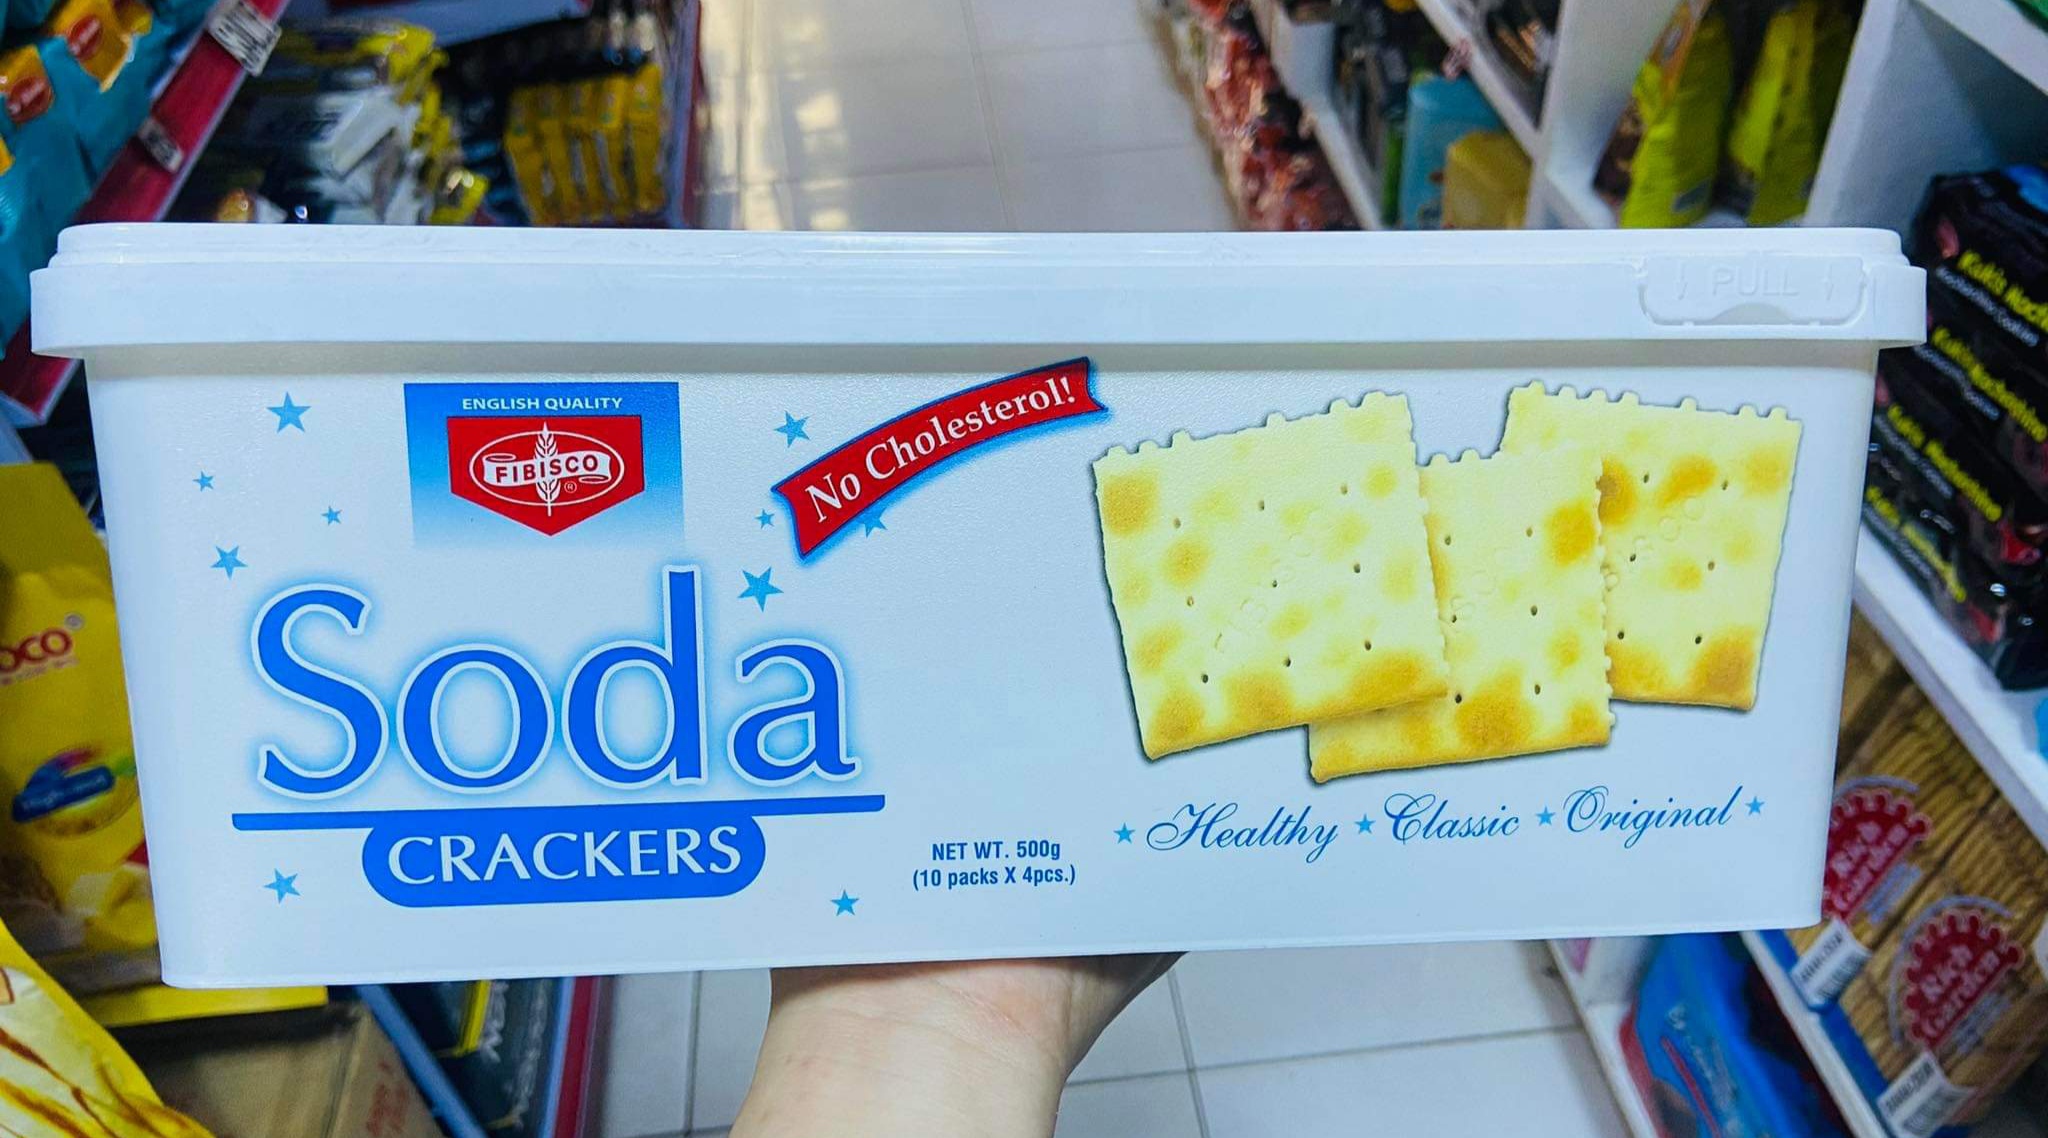 PULL
ENGLISH QUALITY
FIBISCO
No Cholesterol!
Soda
CRACKERS
NET WT. 500g
(10 packs X 4pcs.)
Healthy Classic Original